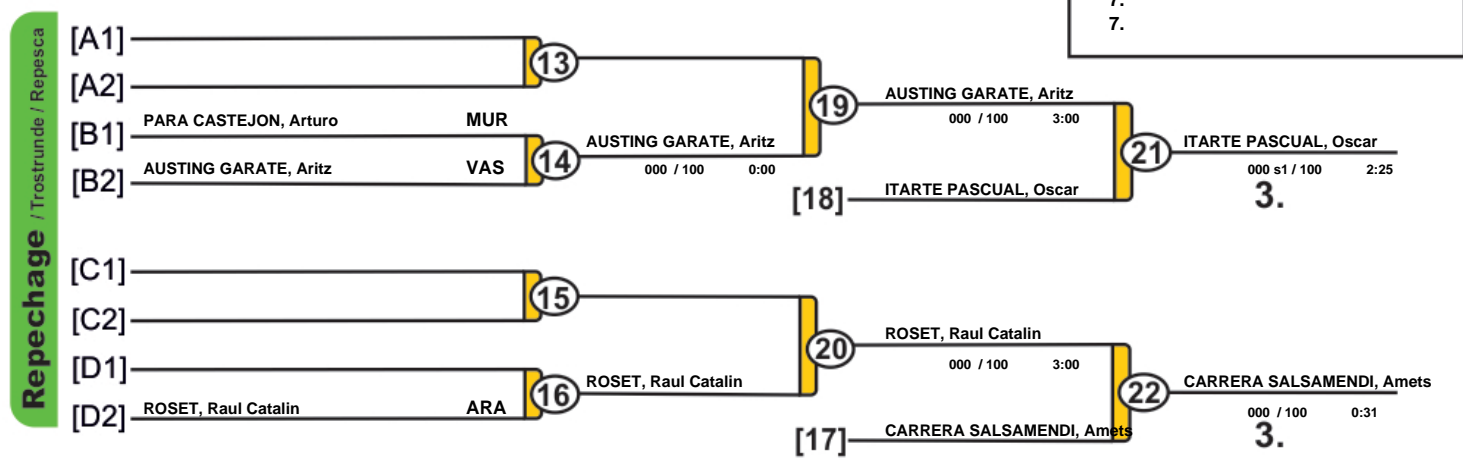 7.
7.
Repechage / Trostrunde / Repesca
[A1]
13
[A2]
19
AUSTING GARATE, Aritz
000 / 100 3:00
[B1] PARA CASTEJON, Arturo MUR
14
AUSTING GARATE, Aritz
000 / 100 0:00
[B2] AUSTING GARATE, Aritz VAS
21
ITARTE PASCUAL, Oscar
000 s1 / 100 2:25
3.
[18] ITARTE PASCUAL, Oscar
[C1]
15
[C2]
20
ROSET, Raul Catalin
000 / 100 3:00
[D1]
16
ROSET, Raul Catalin
[D2] ROSET, Raul Catalin ARA
22
CARRERA SALSAMENDI, Amets
000 / 100 0:31
3.
[17] CARRERA SALSAMENDI, Amets